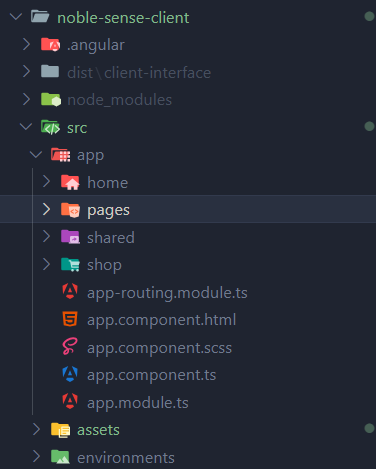 noble-sense-client
.angular
dist\client-interface
node_modules
src
app
home
pages
shared
shop
app-routing.module.ts
app.component.html
app.component.scss
app.component.ts
app.module.ts
assets
environments